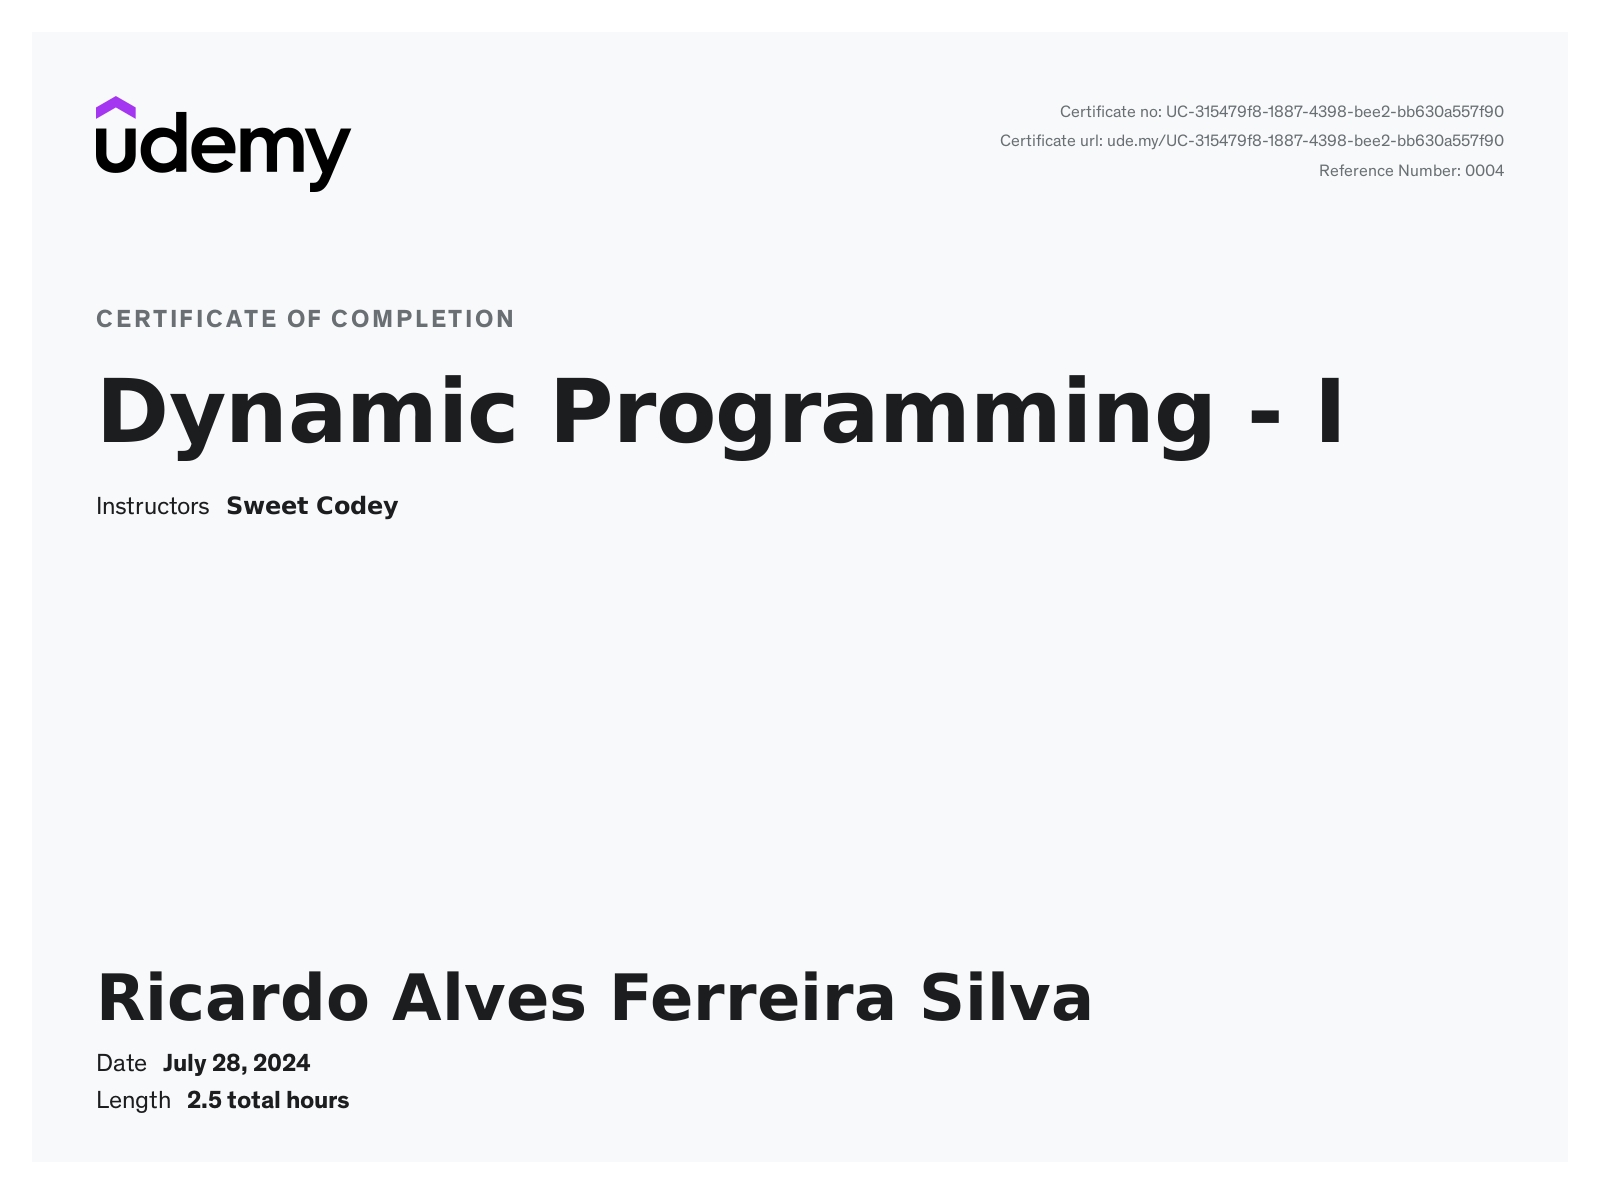 udemy
Certificate no: UC-315479f8-1887-4398-bee2-bb630a557f90
Certificate url: ude.my/UC-315479f8-1887-4398-bee2-bb630a557f90
Reference Number: 0004
CERTIFICATE OF COMPLETION
Dynamic Programming - I
Instructors Sweet Codey
Ricardo Alves Ferreira Silva
Date July 28, 2024
Length 2.5 total hours